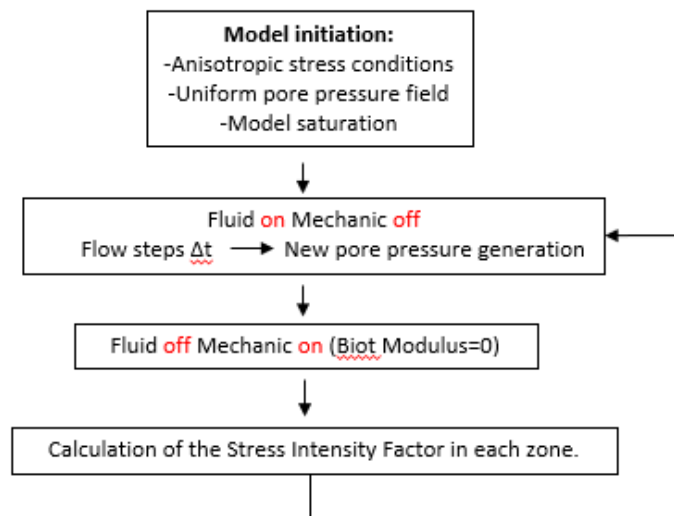 Model initiation:
-Anisotropic stress conditions
-Uniform pore pressure field
-Model saturation
Fluid on Mechanic off
Flow steps Δt → New pore pressure generation
Fluid off Mechanic on (Biot Modulus=0)
Calculation of the Stress Intensity Factor in each zone.